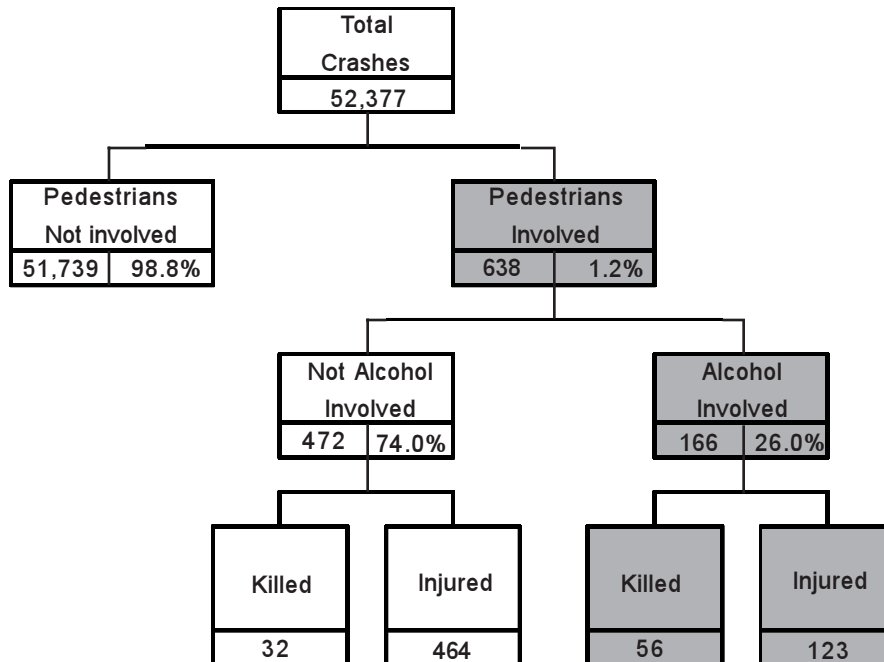 Total
Crashes
52,377
Pedestrians
Not involved
51,739 98.8%
Pedestrians
Involved
638 1.2%
Not Alcohol
Involved
472 74.0%
Alcohol
Involved
166 26.0%
Killed
32
Injured
464
Killed
56
Injured
123